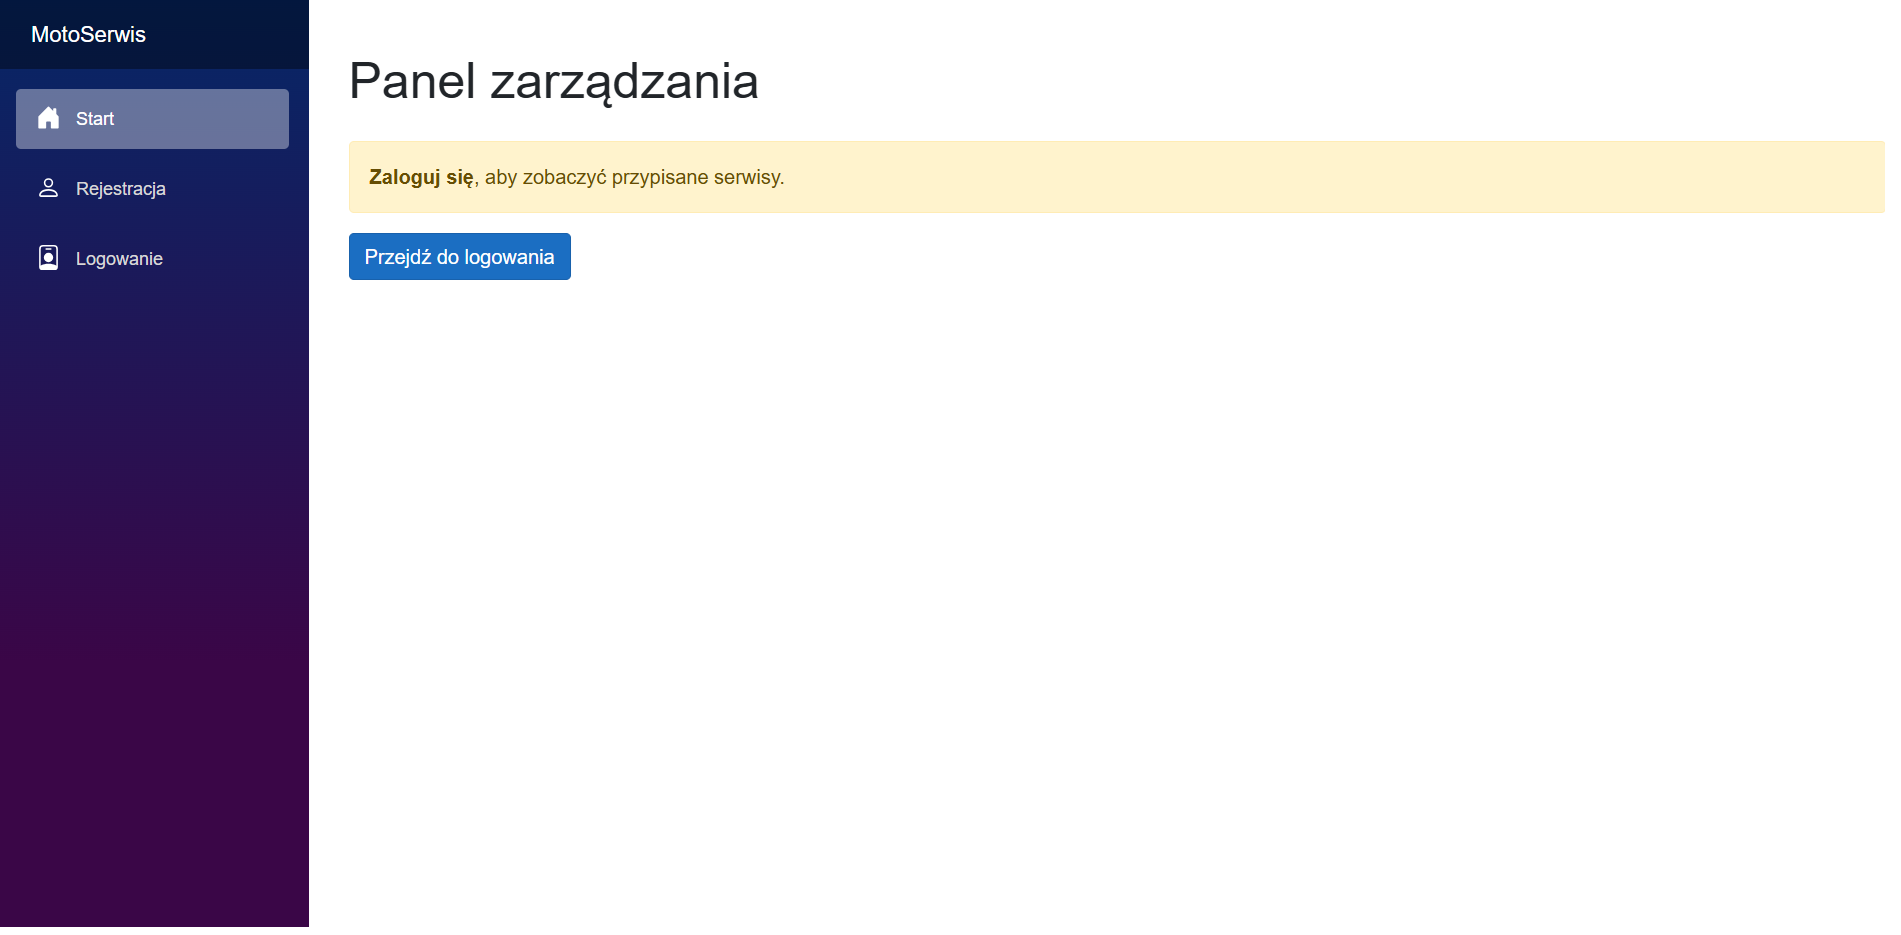 MotoSerwis
Start
Rejestracja
Logowanie
Panel zarządzania
Zaloguj się, aby zobaczyć przypisane serwisy.
Przejdź do logowania